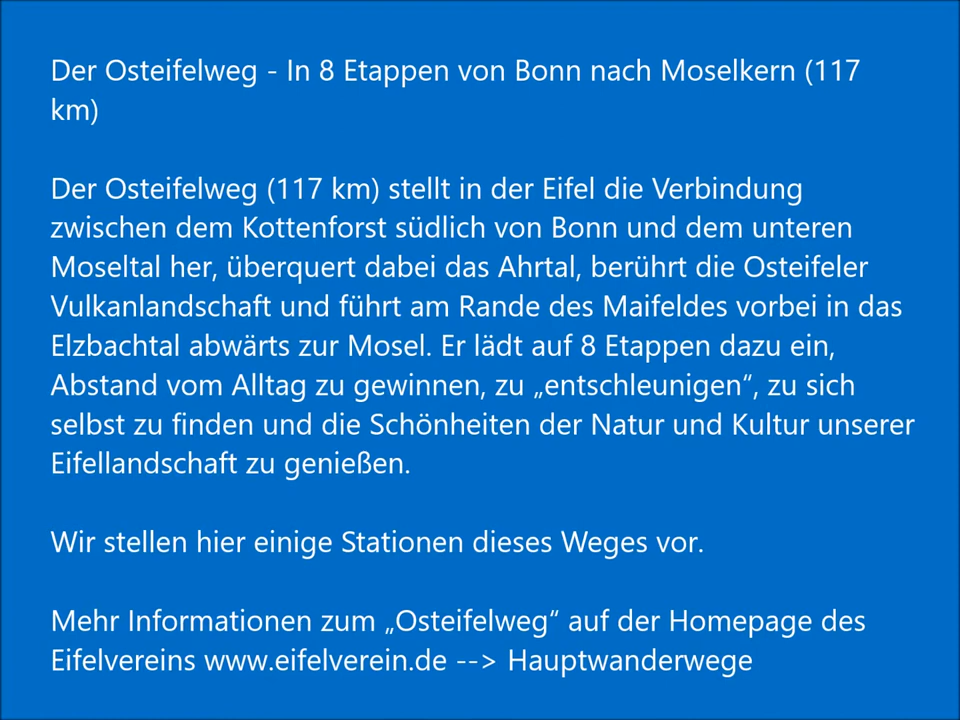 Der Osteifelweg - In 8 Etappen von Bonn nach Moselkern (117
km)
Der Osteifelweg (117 km) stellt in der Eifel die Verbindung
zwischen dem Kottenforst südlich von Bonn und dem unteren
Moseltal her, überquert dabei das Ahrtal, berührt die Osteifeler
Vulkanlandschaft und führt am Rande des Maifeldes vorbei in das
Elzbachtal abwärts zur Mosel. Er lädt auf 8 Etappen dazu ein,
Abstand vom Alltag zu gewinnen, zu „entschleunigen“, zu sich
selbst zu finden und die Schönheiten der Natur und Kultur unserer
Eifellandschaft zu genießen.
Wir stellen hier einige Stationen dieses Weges vor.
Mehr Informationen zum „Osteifelweg“ auf der Homepage des
Eifelvereins www.eifelverein.de --> Hauptwanderwege